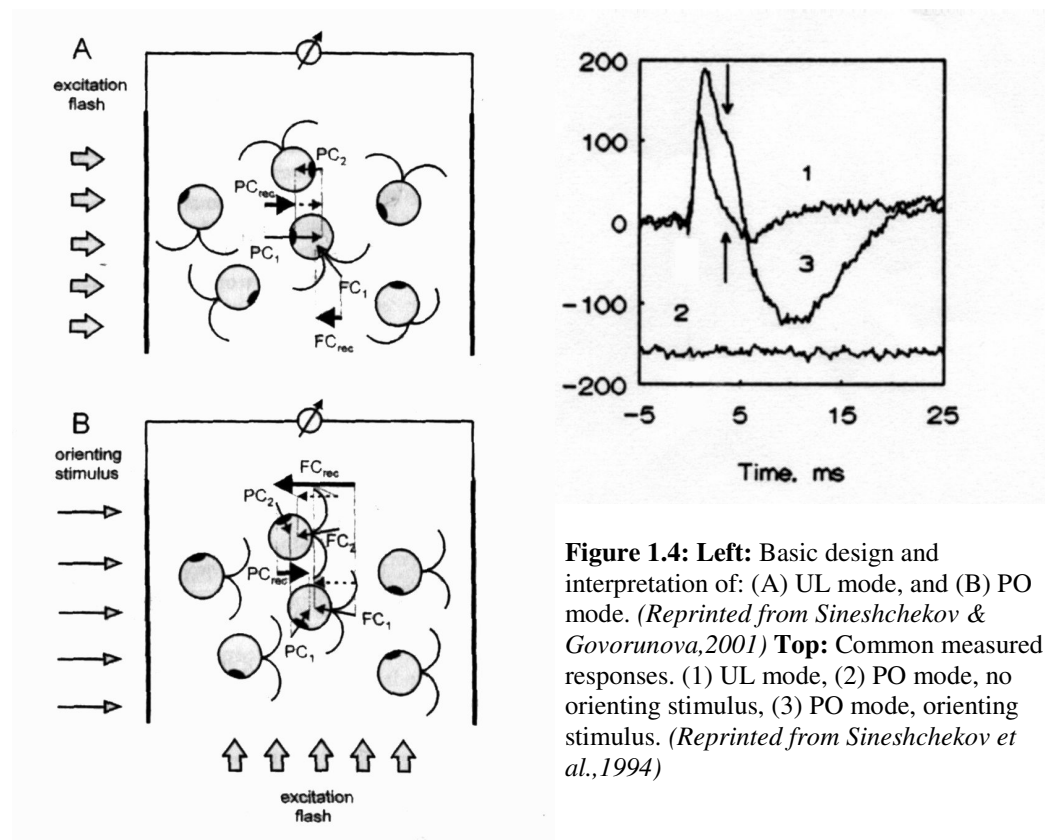 A
excitation
flash
PC2
PCrec
PC1
FC1
FCrec
B
orienting
stimulus
FCrec
PC2
FC2
PCrec
FC1
PC1
excitation
flash
200
100
0
-100
-200
1
2
3
-5
5
15
25
Time. ms
Figure 1.4: Left: Basic design and
interpretation of: (A) UL mode, and (B) PO
mode. (Reprinted from Sineshchekov &
Govorunova,2001) Top: Common measured
responses. (1) UL mode, (2) PO mode, no
orienting stimulus, (3) PO mode, orienting
stimulus. (Reprinted from Sineshchekov et
al.,1994)